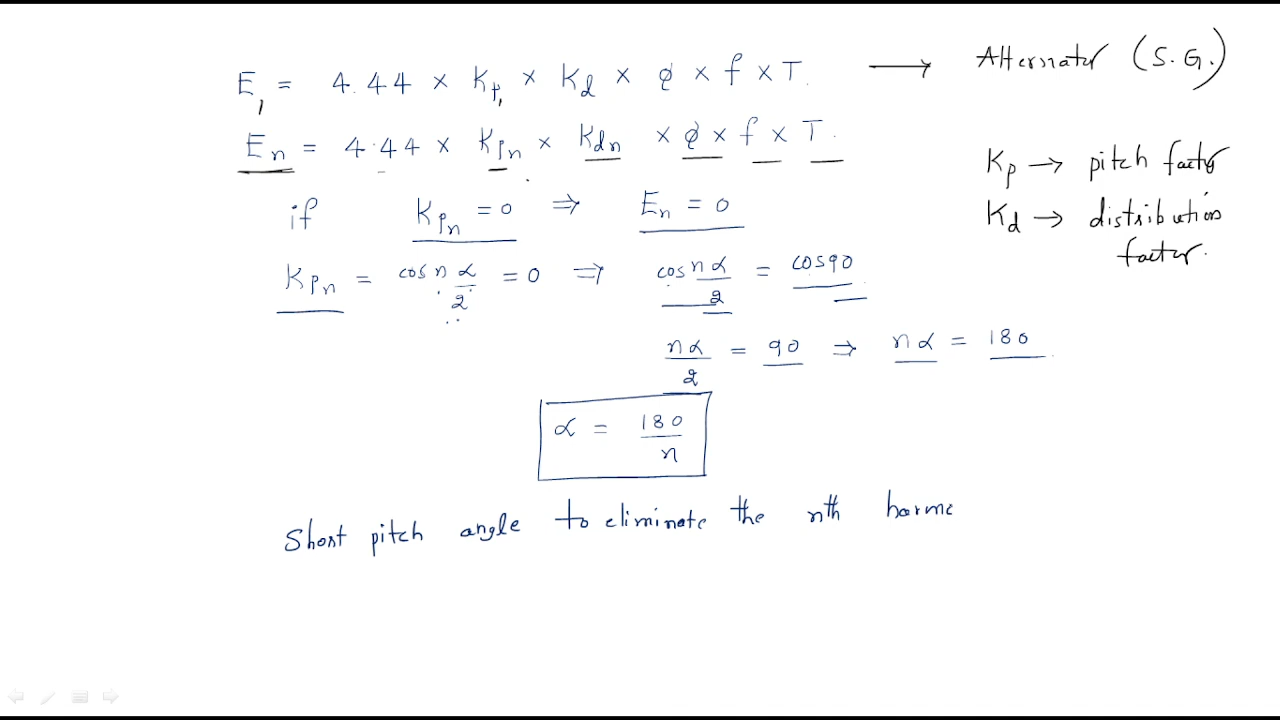 E₁ = 4.44 × Kp₁ × Kd × φ × f × T. ⟶ Alternator (S.G.)
En = 4.44 × Kpn × Kdn × φ × f × T.
Kp → pitch factor
if Kpn = 0 ⇒ En = 0
Kd → distribution
factor.
Kpn = cos nα/2 = 0 ⇒ cos nα/2 = cos90
nα/2 = 90 ⇒ nα = 180
α = 180/n
Short pitch angle to eliminate the nth harmo